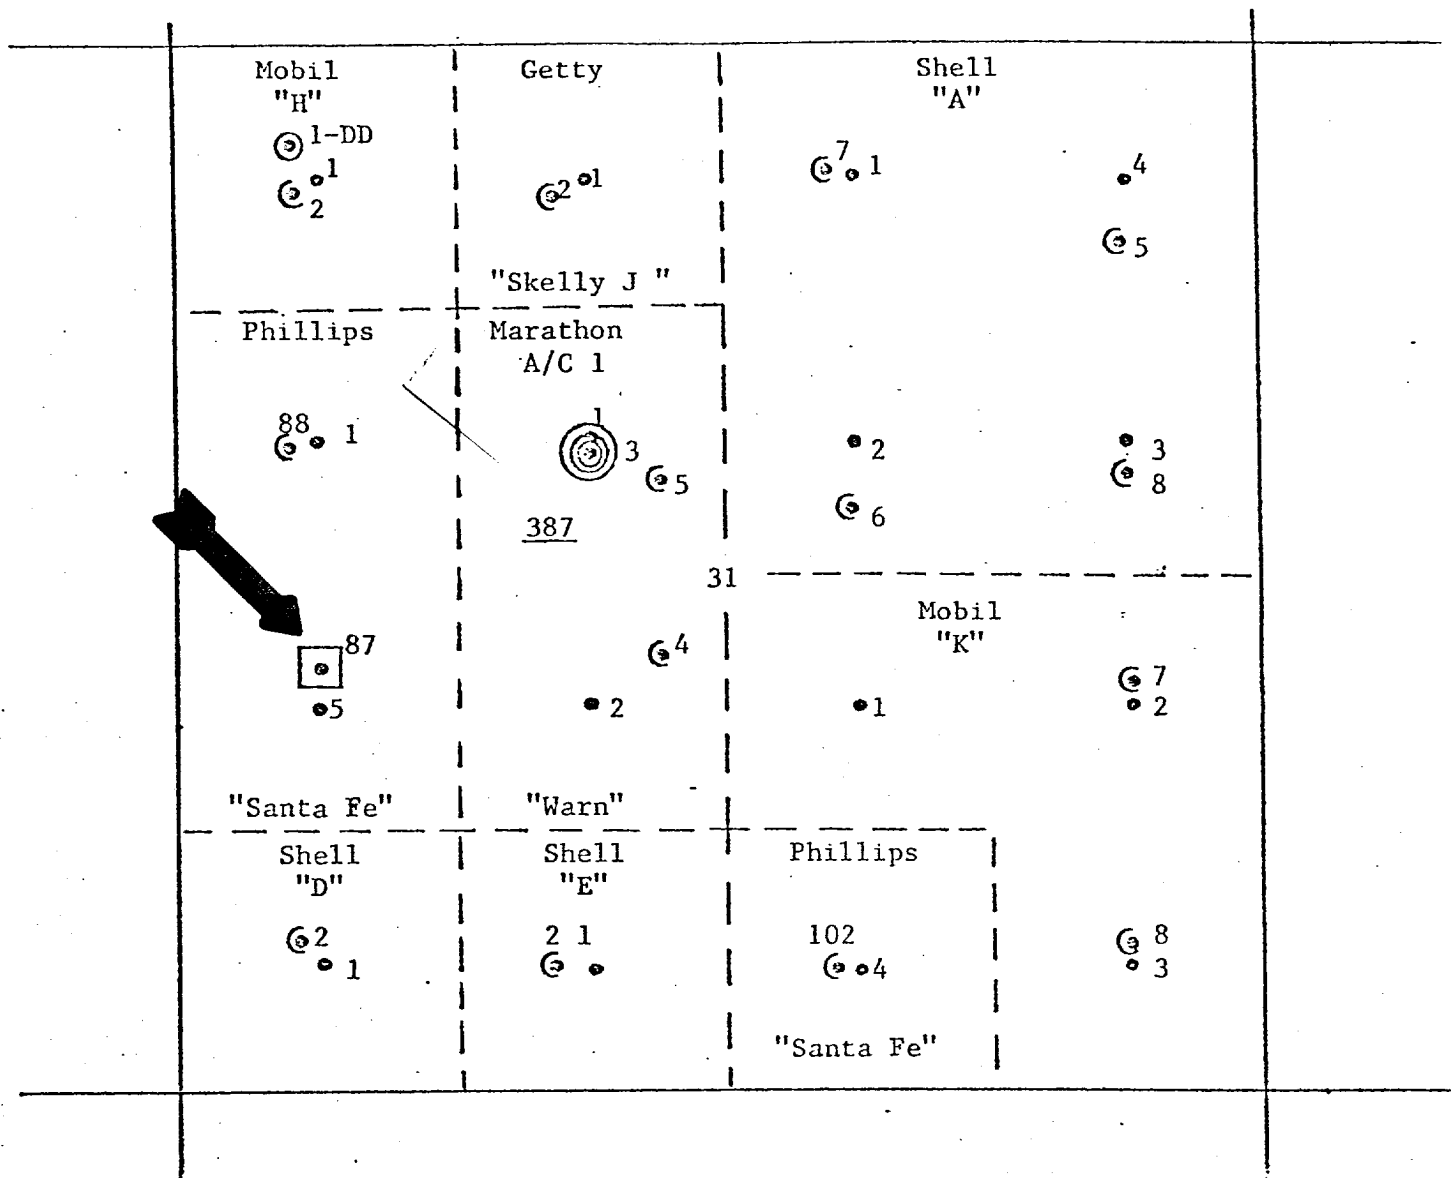 Mobil
"H"
1-DD
1
2
Getty
2 1
"Skelly J "
Shell
"A"
7 1
4
5
2
3
8
6
Phillips
88 1
87
5
"Santa Fe"
Marathon
A/C 1
1
3
5
387
4
2
"Warn"
31
Mobil
"K"
7
1 2
8
3
Shell
"D"
2
1
Shell
"E"
2 1
Phillips
102
4
"Santa Fe"